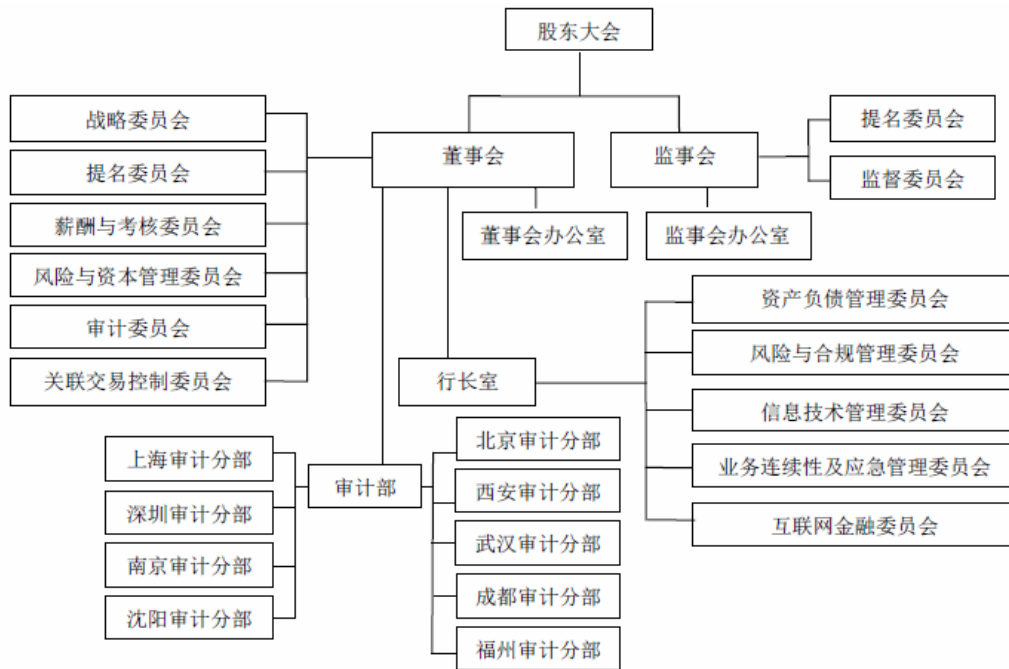 股东大会
战略委员会
提名委员会
薪酬与考核委员会
风险与资本管理委员会
审计委员会
关联交易控制委员会
董事会
监事会
提名委员会
监督委员会
董事会办公室
监事会办公室
行长室
资产负债管理委员会
风险与合规管理委员会
信息技术管理委员会
业务连续性及应急管理委员会
互联网金融委员会
上海审计分部
深圳审计分部
南京审计分部
沈阳审计分部
审计部
北京审计分部
西安审计分部
武汉审计分部
成都审计分部
福州审计分部